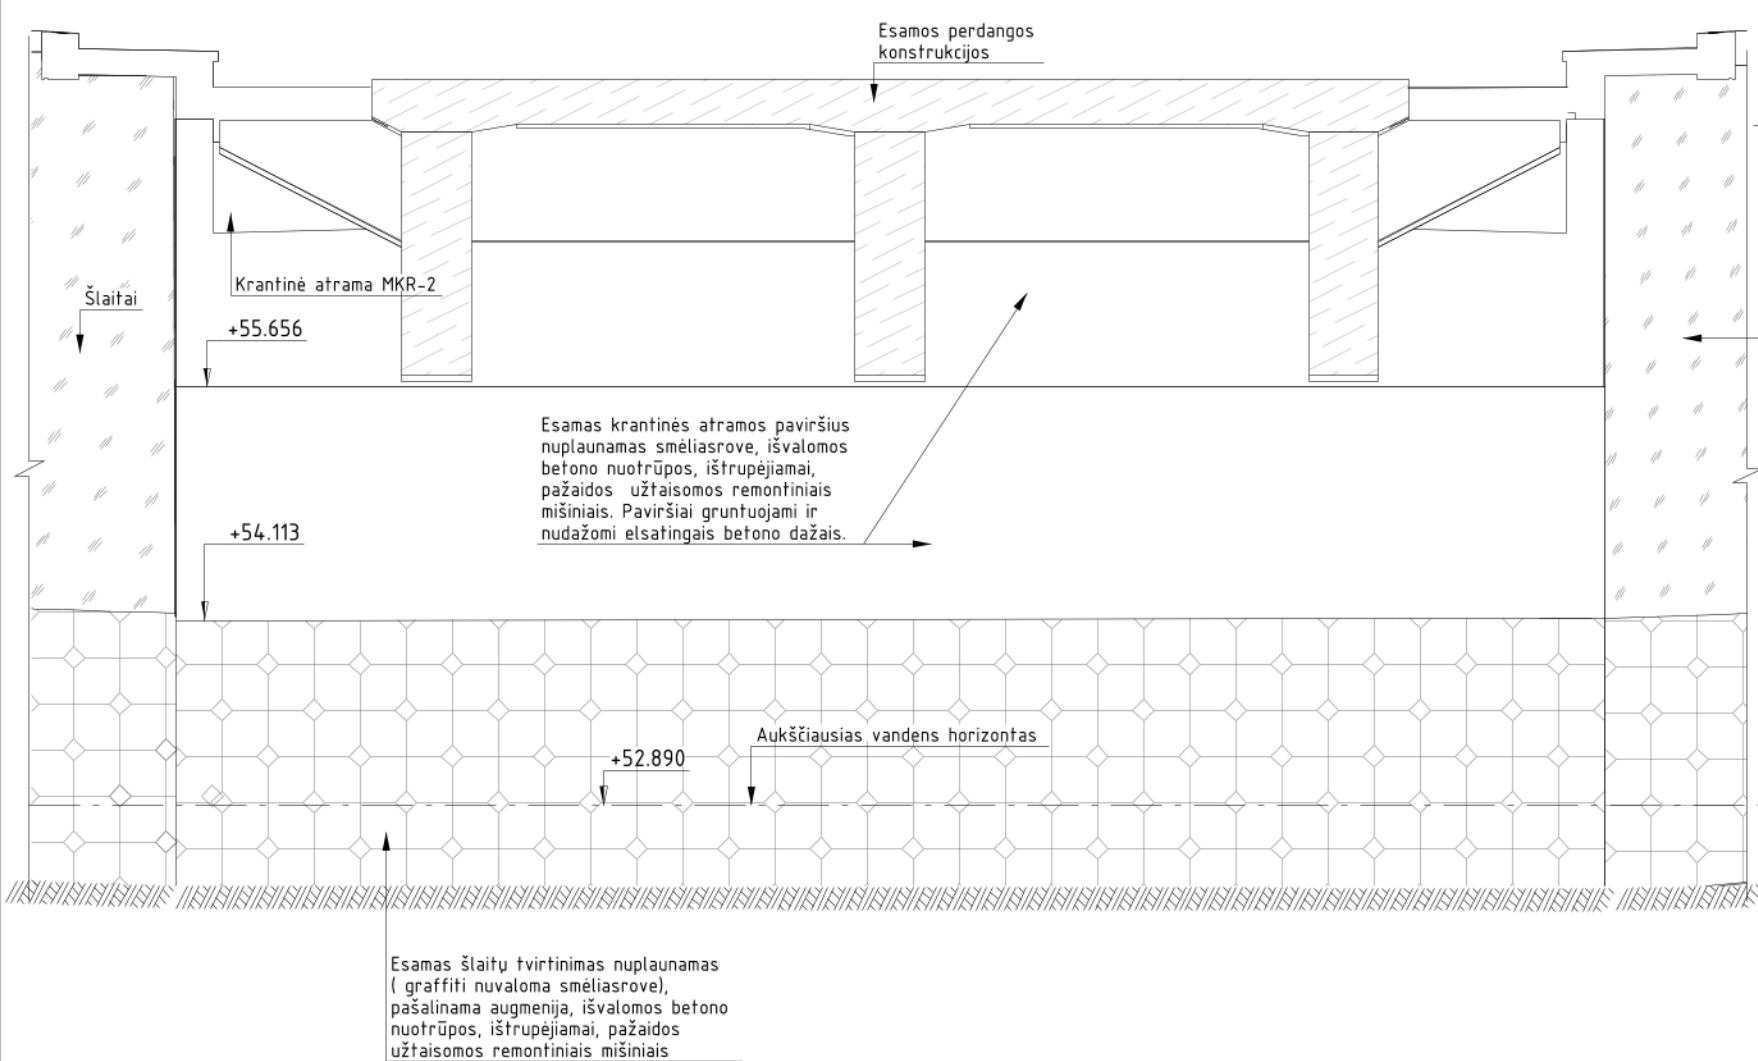 Esamos perdangos
konstrukcijos
Krantinė atrama MKR-2
Šlaitai
+55.656
Esamas krantinės atramos paviršius
nuplaunamas smėliasrove, išvalomos
betono nuotrūpos, ištrupėjiamai,
pažaidos užtaisomos remontiniais
mišiniais. Paviršiai gruntuojami ir
nudažomi elsatingais betono dažais.
+54.113
Aukščiausias vandens horizontas
+52.890
Esamas šlaitų tvirtinimas nuplaunamas
( graffiti nuvaloma smėliasrove),
pašalinama augmenija, išvalomos betono
nuotrūpos, ištrupėjiamai, pažaidos
užtaisomos remontiniais mišiniais